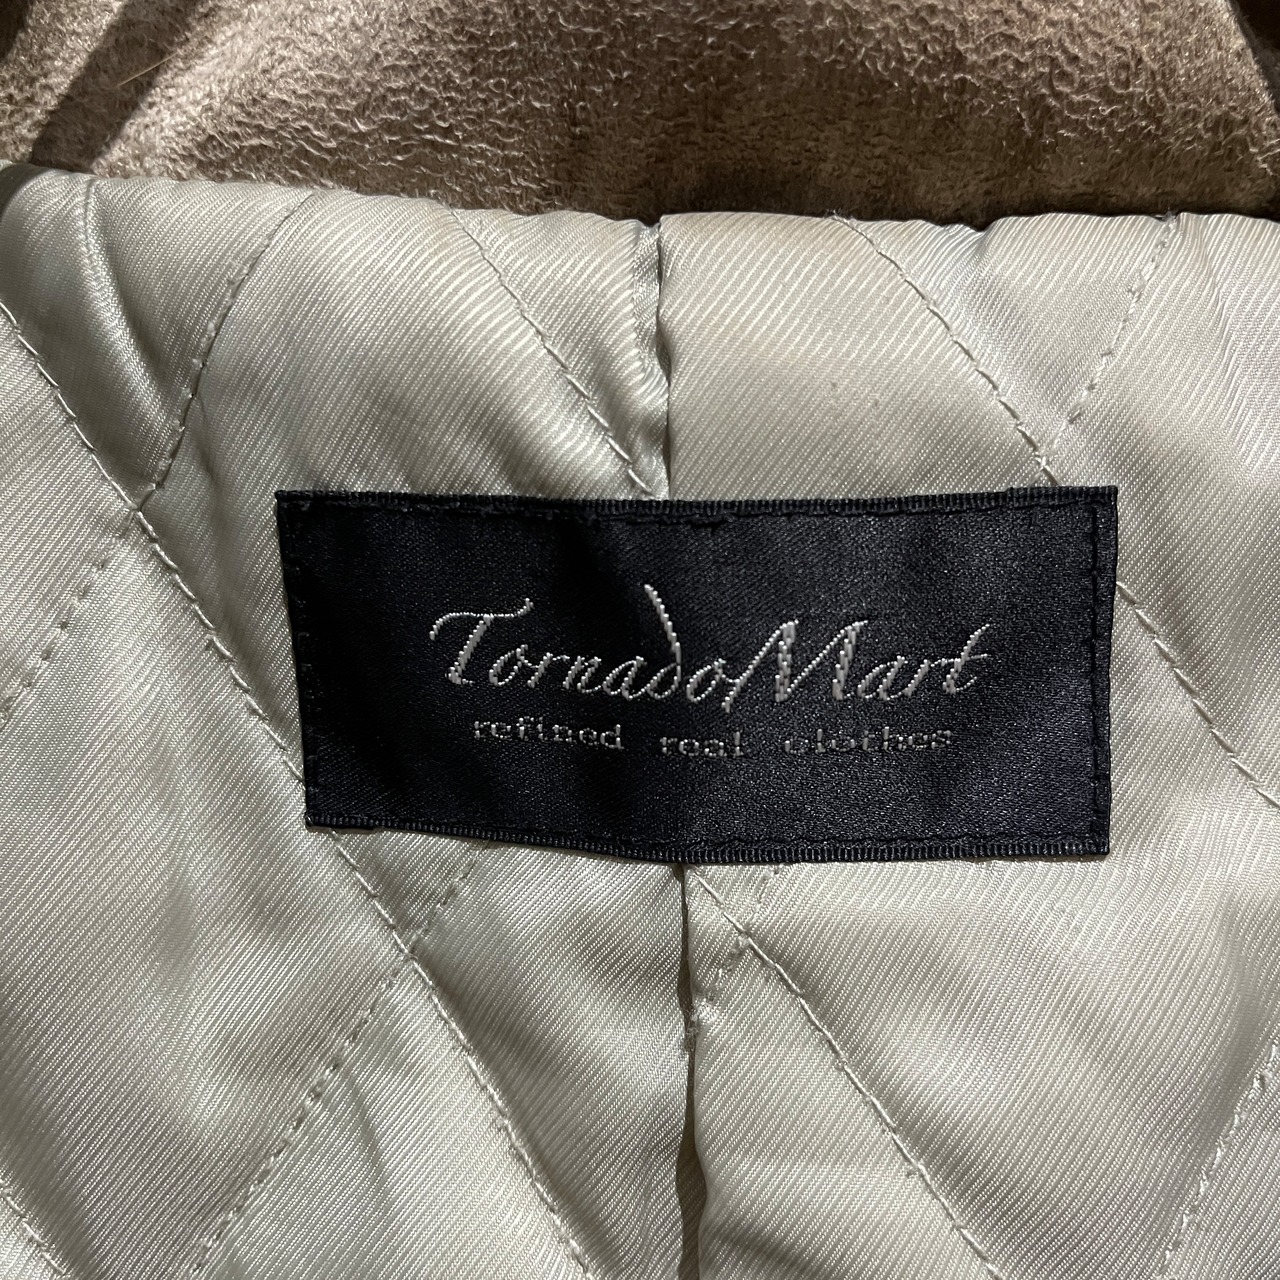 TornadoMart
refined real clothes